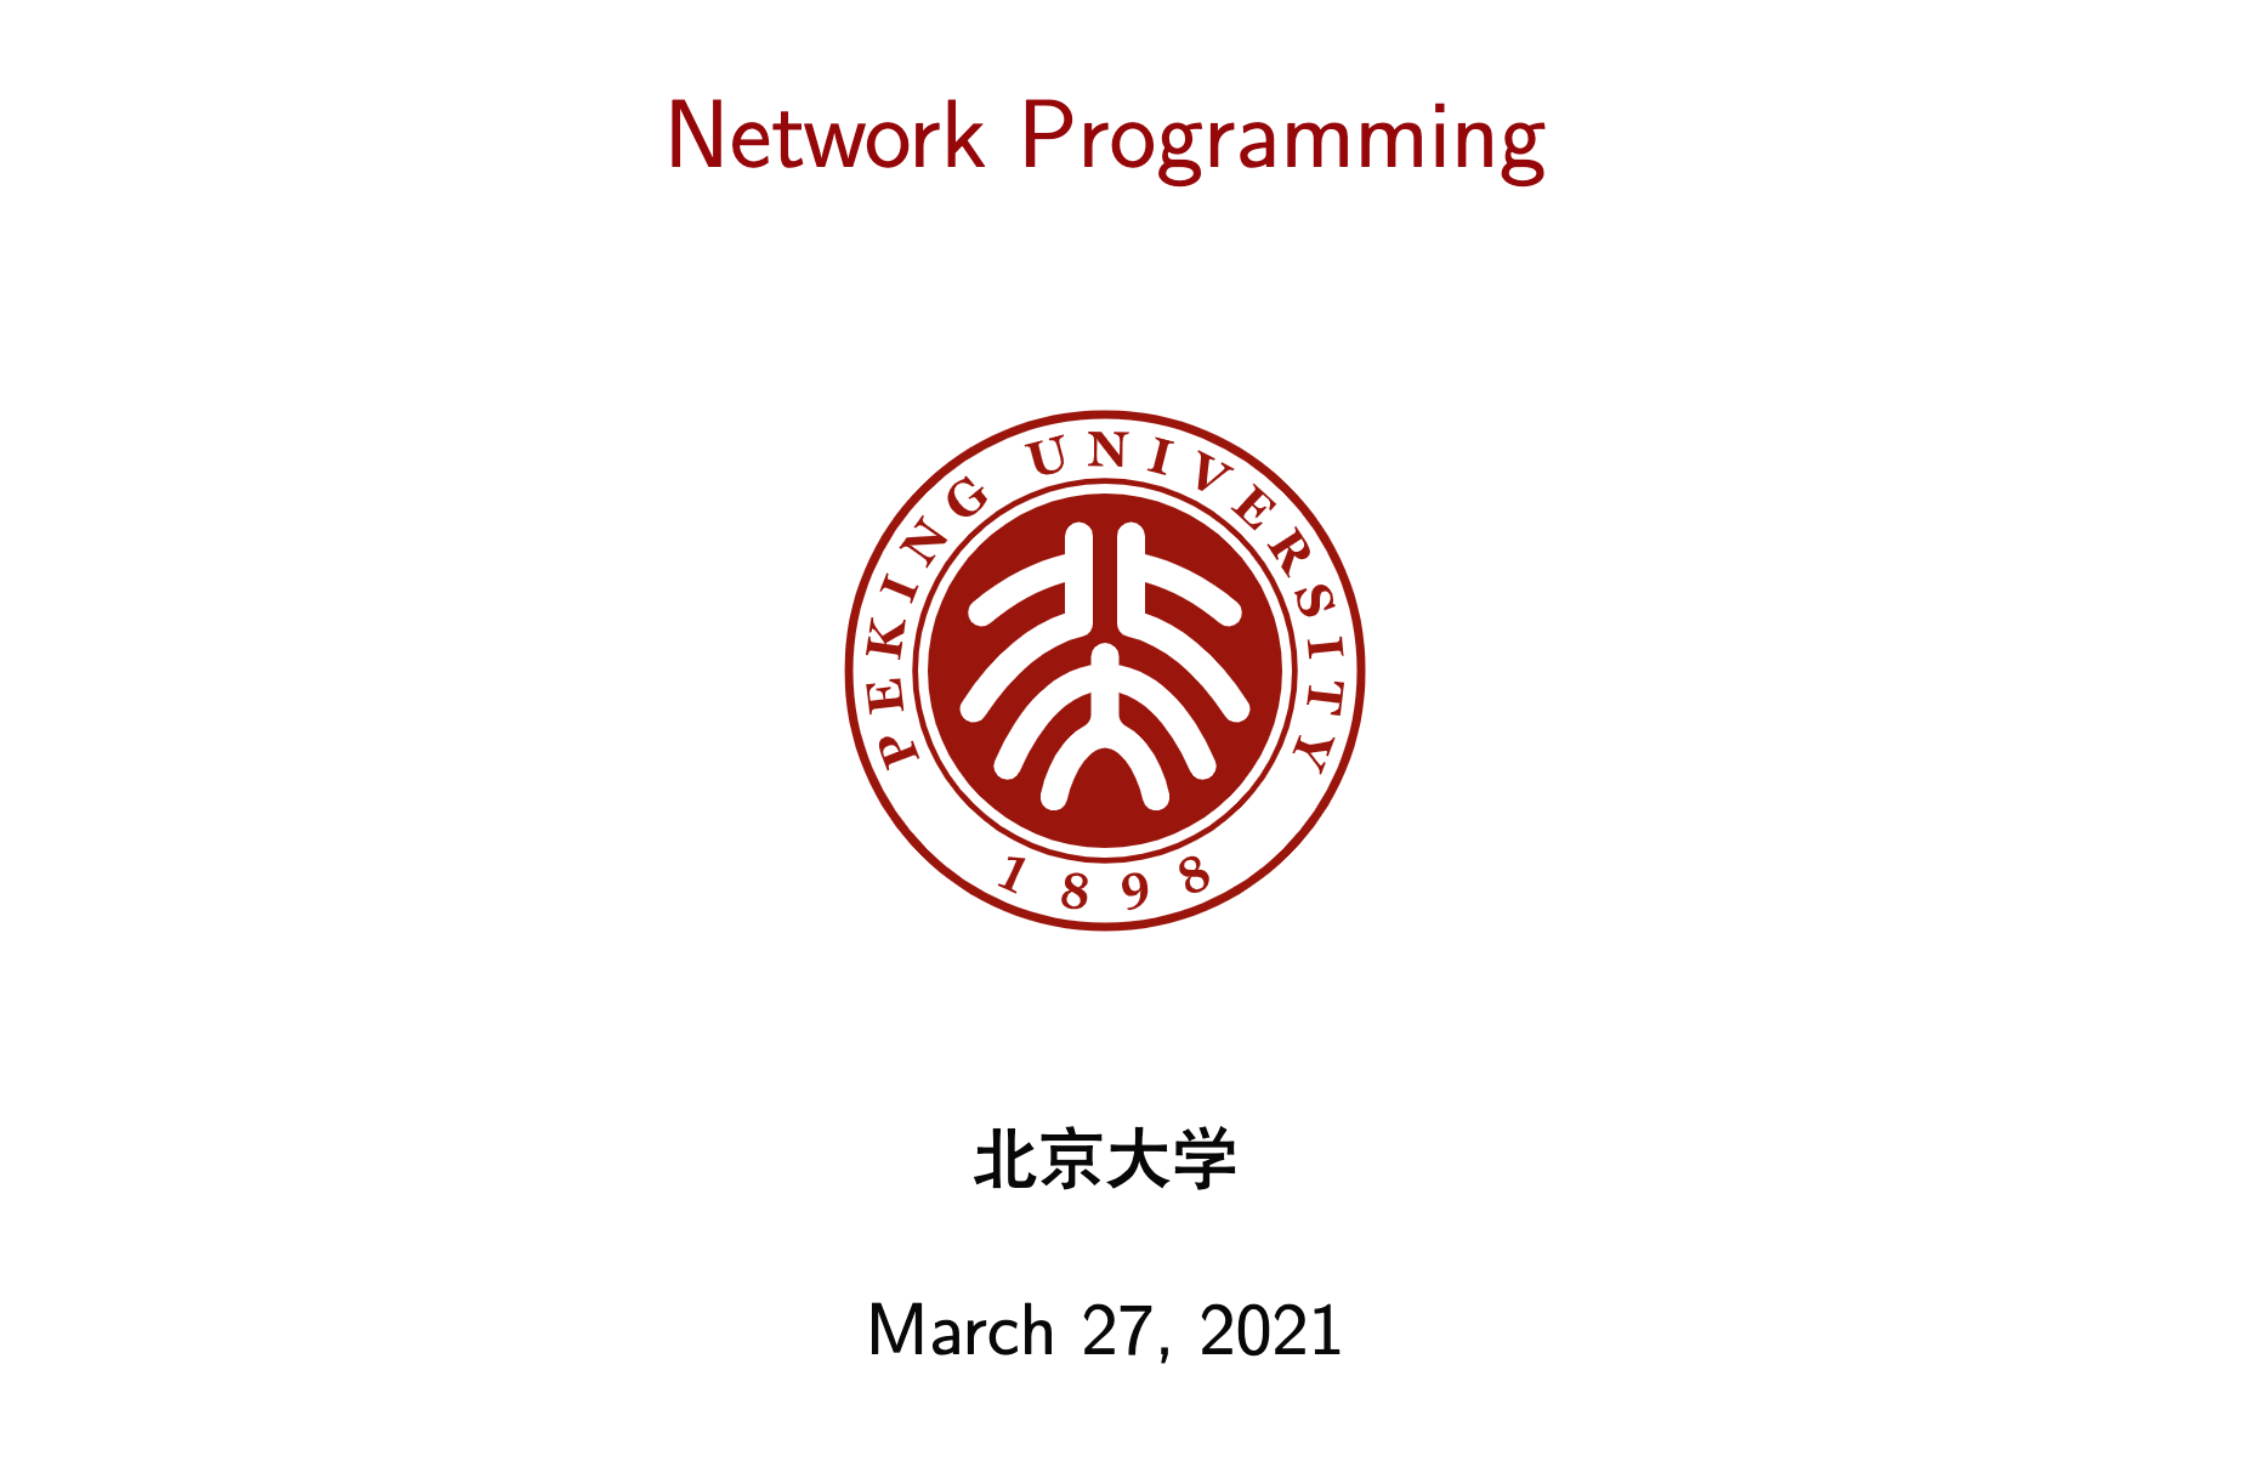 Network Programming
PEKING UNIVERSITY
1898
北京大学
March 27, 2021